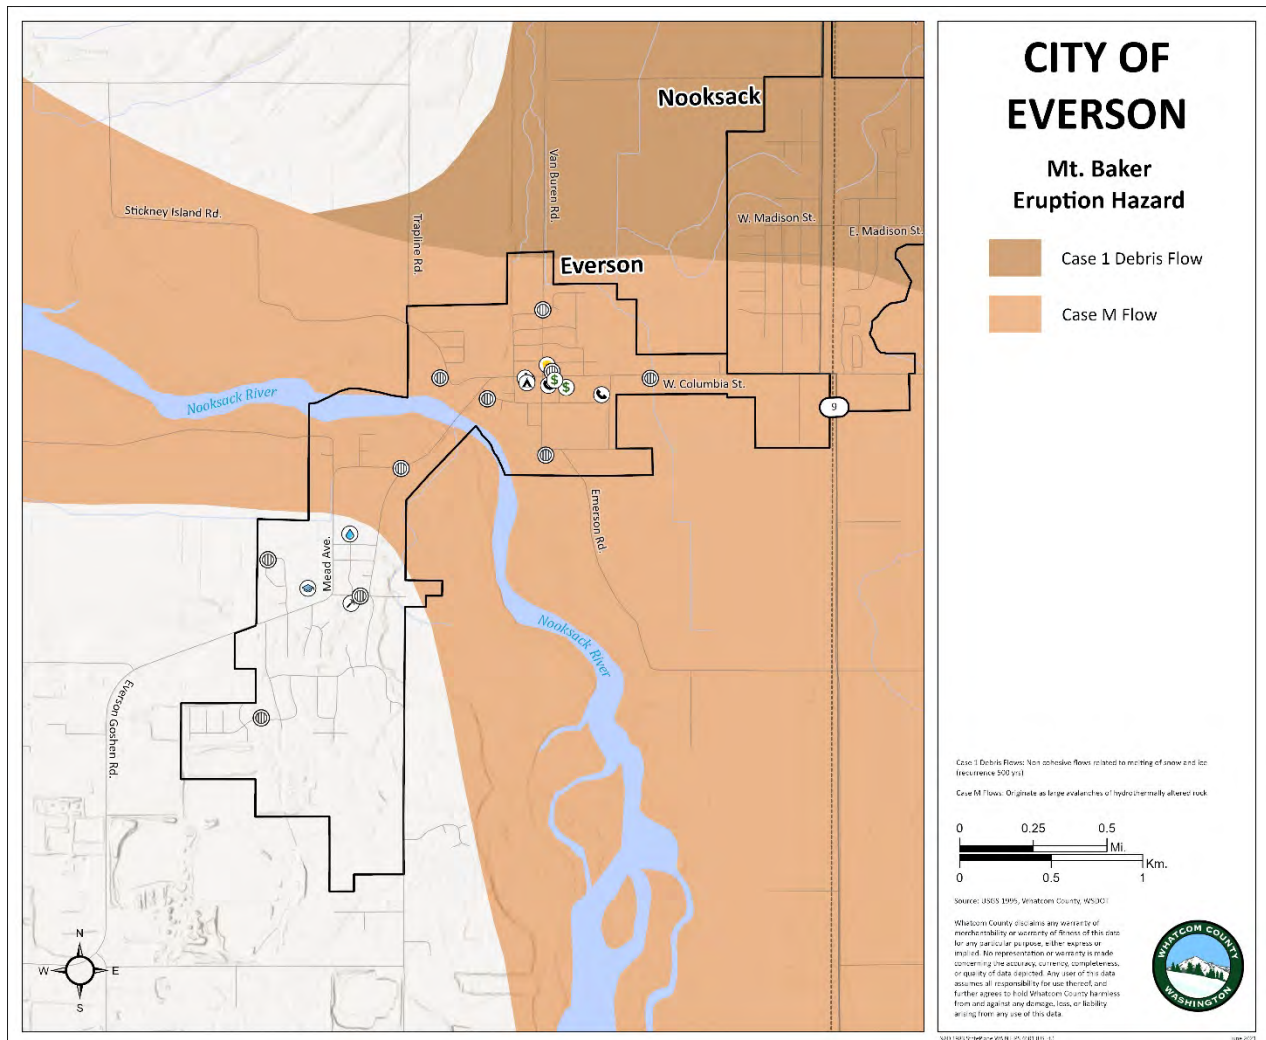 CITY OF
EVERSON
Mt. Baker
Eruption Hazard
Case 1 Debris Flow
Case M Flow
Nooksack
Van Buren Rd.
Stickney Island Rd.
Trapline Rd.
W. Madison St.
E. Madison St.
Everson
W. Columbia St.
Nooksack River
9
$
$
Emerson Rd.
Mead Ave.
Nooksack River
Everson Goshen Rd.
N
W E
S
Case 1 Debris Flows: Non cohesive flows related to melting of snow and ice
(recurrence 500 yrs)
Case M Flows: Originate as large avalanches of hydrothermally altered rock
0 0.25 0.5
Mi.
Km.
0 0.5 1
Source: USGS 1995, Whatcom County, WSDOT
Whatcom County disclaims any warranty of
merchantability or warranty of fitness of this data
for any particular purpose, either express or
implied. No representation or warranty is made
concerning the accuracy, currency, completeness,
or quality of data depicted. Any user of this data
assumes all responsibility for use thereof, and
further agrees to hold Whatcom County harmless
from and against any damage, loss, or liability
arising from any use of this data.
WHATCOM COUNTY
WASHINGTON
June 2021